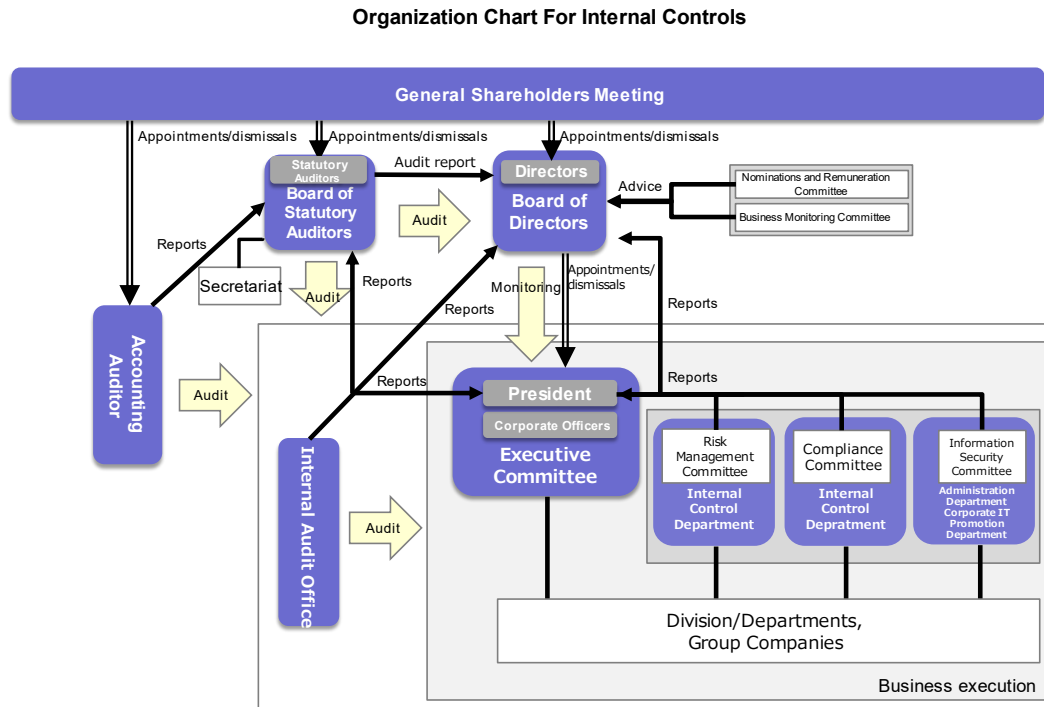 Organization Chart For Internal Controls
General Shareholders Meeting
Appointments/dismissals
Appointments/dismissals
Appointments/dismissals
Statutory
Auditors
Board of
Statutory
Auditors
Audit report
Directors
Board of
Directors
Advice
Nominations and Remuneration
Committee
Business Monitoring Committee
Audit
Reports
Secretariat
Audit
Reports
Reports
Monitoring
Appointments/
dismissals
Reports
Accounting
Auditor
Audit
Reports
Reports
President
Corporate Officers
Executive
Committee
Risk
Management
Committee
Internal
Control
Department
Compliance
Committee
Internal
Control
Depratment
Information
Security
Committee
Administration
Department
Corporate IT
Promotion
Department
Internal Audit Office
Audit
Division/Departments,
Group Companies
Business execution